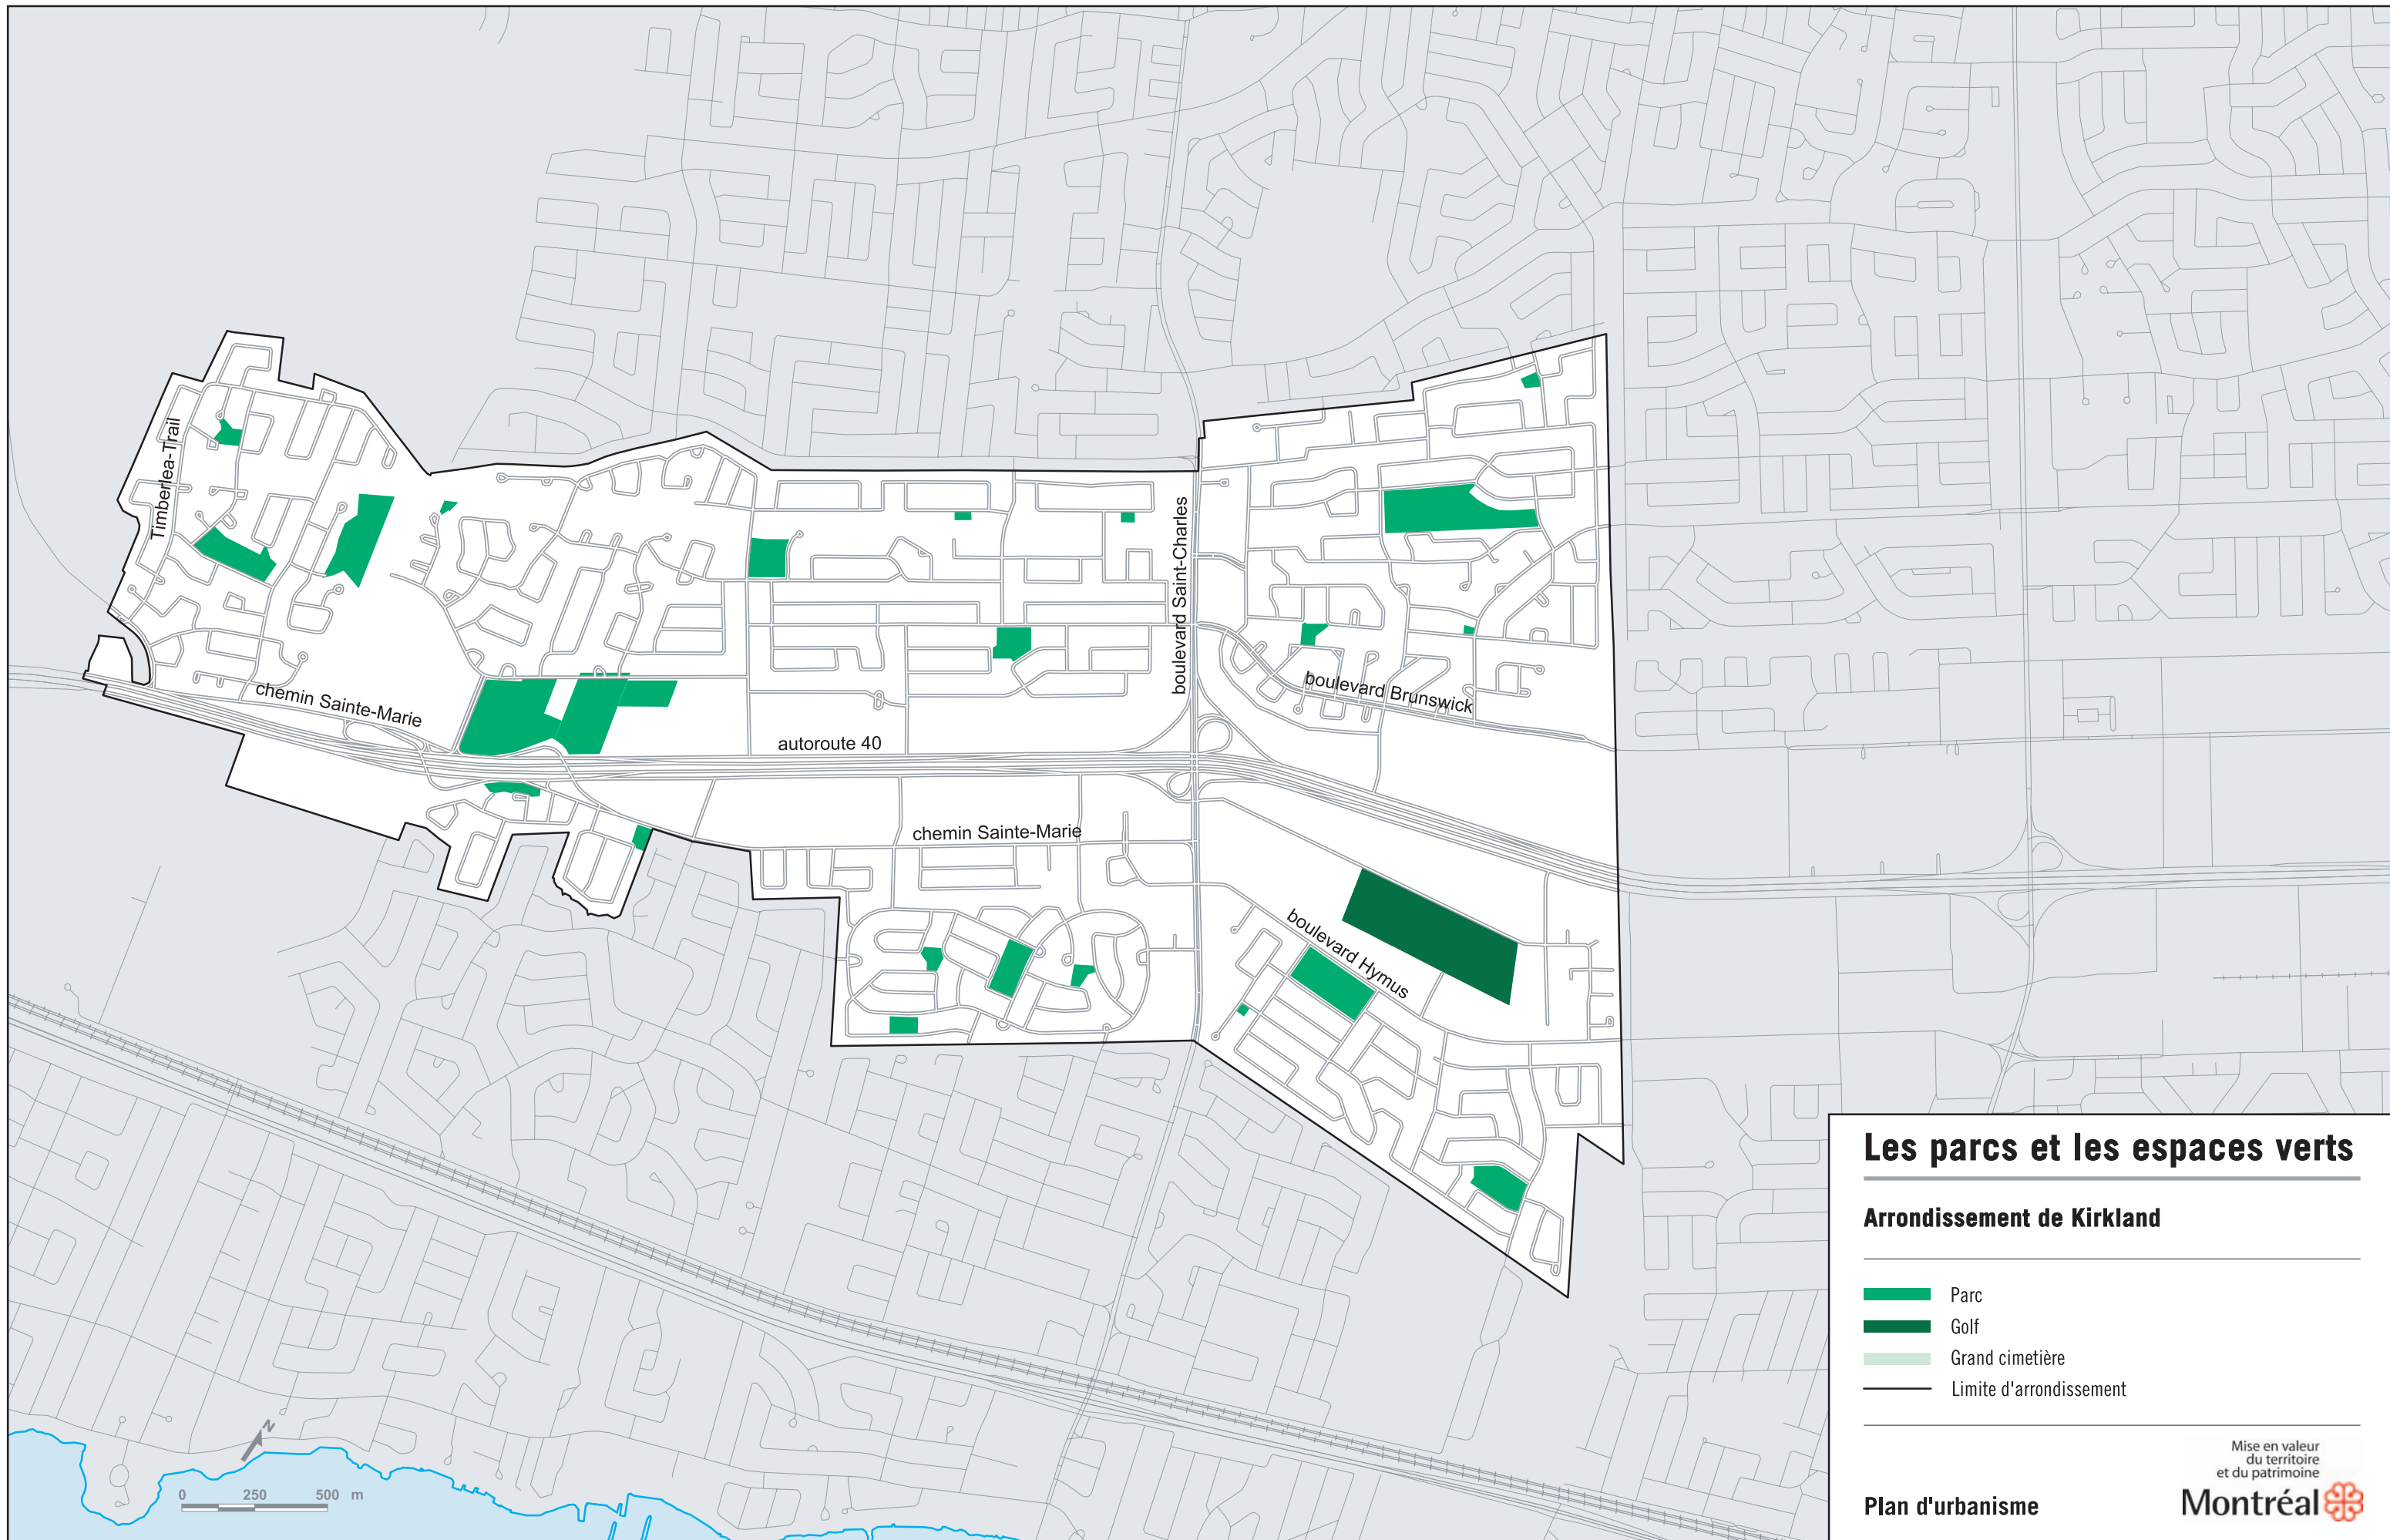 Timberlea-Trail
chemin Sainte-Marie
autoroute 40
chemin Sainte-Marie
boulevard Saint-Charles
boulevard Brunswick
boulevard Hymus
N
0 250 500 m
Les parcs et les espaces verts
Arrondissement de Kirkland
Parc
Golf
Grand cimetière
Limite d'arrondissement
Mise en valeur
du territoire
et du patrimoine
Plan d'urbanisme
Montréal